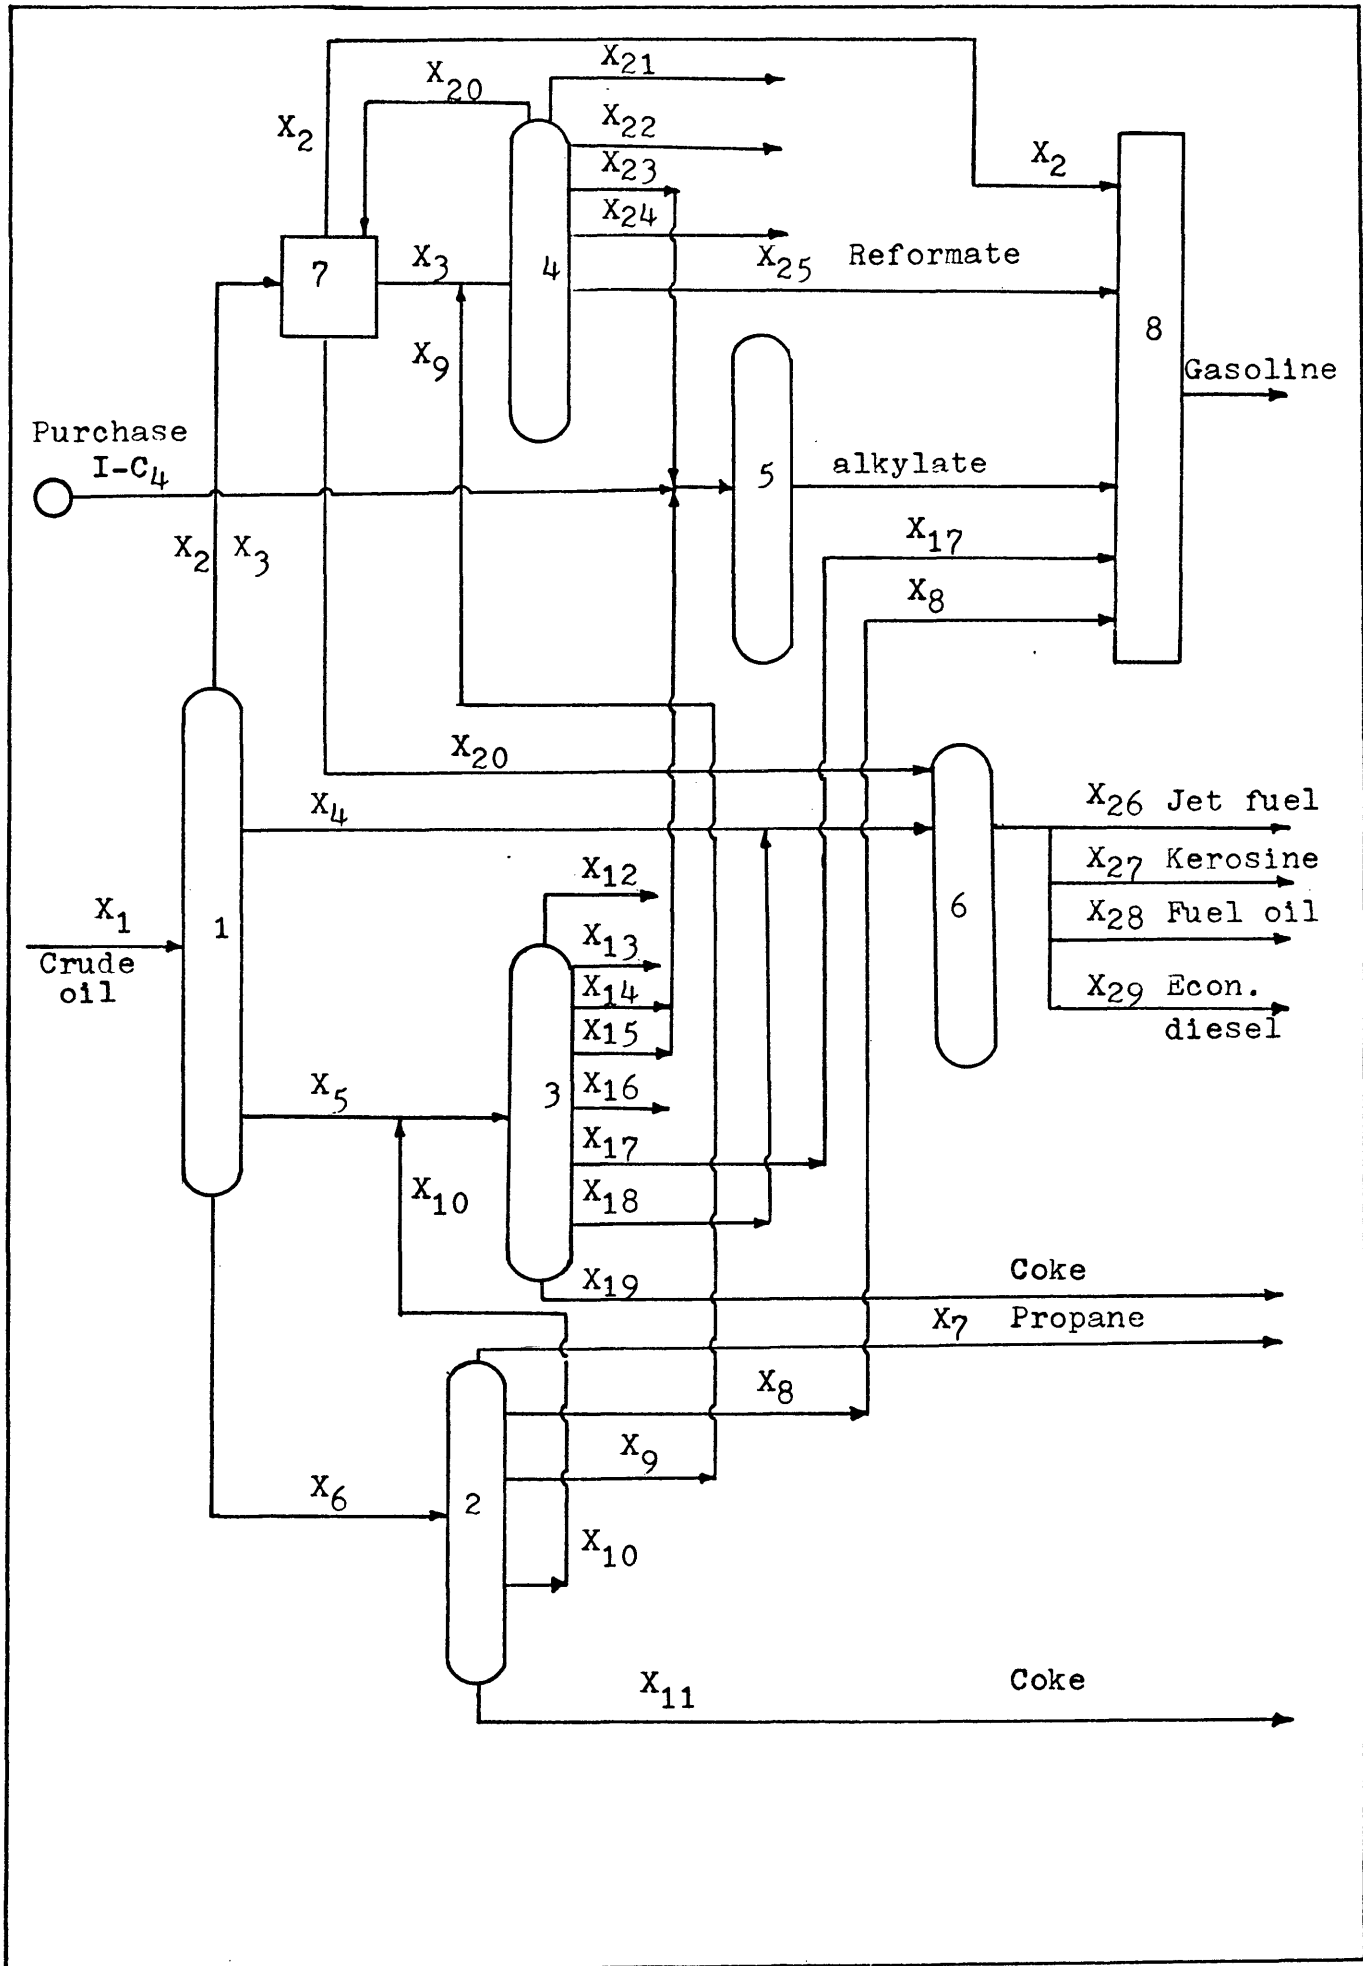 X21
X20
X22
X2
X23
X2
X24
X25 Reformate
7
X3
4
8
X9
Gasoline
Purchase
I-C4
5
alkylate
X17
X2 X3
X8
X20
X4
X26 Jet fuel
X27 Kerosine
X28 Fuel oil
X29 Econ.
diesel
6
X12
X1
Crude
oil
1
X13
X14
X15
X5
3
X16
X17
X10
X18
X19
Coke
X7 Propane
X8
X9
X6
2
X10
X11
Coke